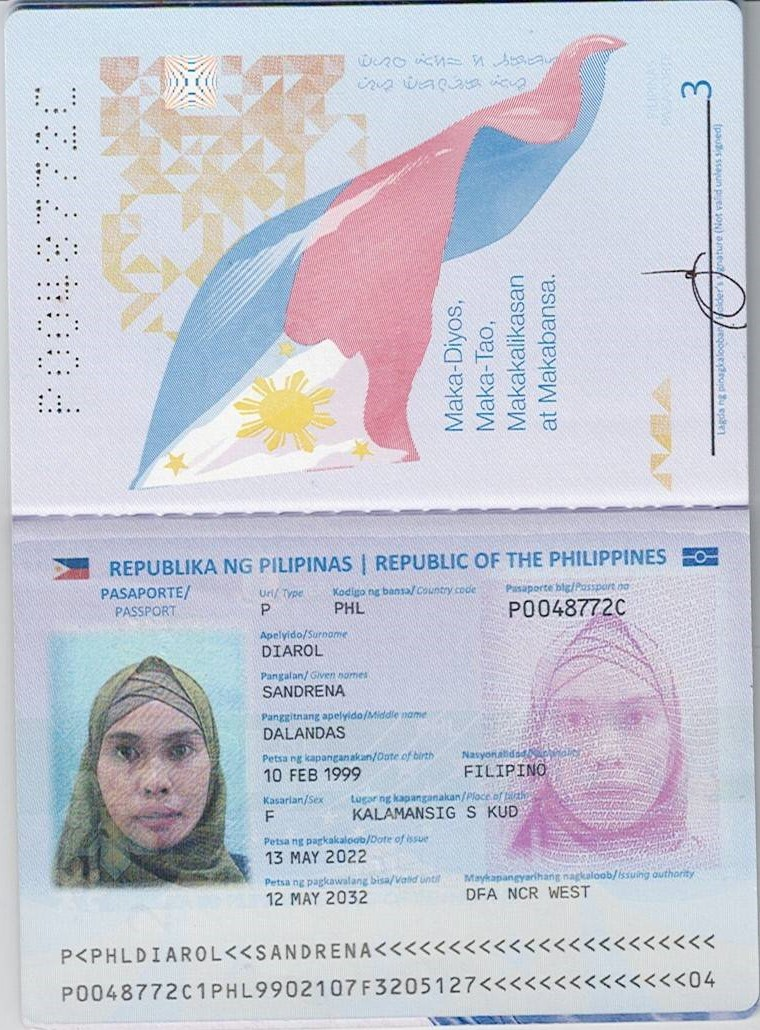 P0048772C
3
Maka-Diyos,
Maka-Tao,
Makakalikasan
at Makabansa.
Lagda ng pinagkalooban/Holder's signature (Not valid unless signed)
REPUBLIKA NG PILIPINAS | REPUBLIC OF THE PHILIPPINES
PASAPORTE/
PASSPORT
Uri/ Type
Kodigo ng bansa/Country code
Pasaporte blg/Passport no
P
PHL
P0048772C
Apelyido/Surname
DIAROL
Pangalan/ Given names
SANDRENA
Panggitnang apelyido/Middle name
DALANDAS
Petsa ng kapanganakan/Date of birth
Nasyonalidad/Nationality
10 FEB 1999
FILIPINO
Kasarian/Sex
Lugar ng kapanganakan/Place of birth
F
KALAMANSIG S KUD
Petsa ng pagkakaloob/Date of issue
13 MAY 2022
Petsa ng pagkawalang bisa/Valid until
Maykapangyarihang nagkaloob/Issuing authority
12 MAY 2032
DFA NCR WEST
P<PHLDIAROL<<SANDRENA<<<<<<<<<<<<<<<<<<<<<<<
P0048772C1PHL9902107F3205127<<<<<<<<<<<<<<04